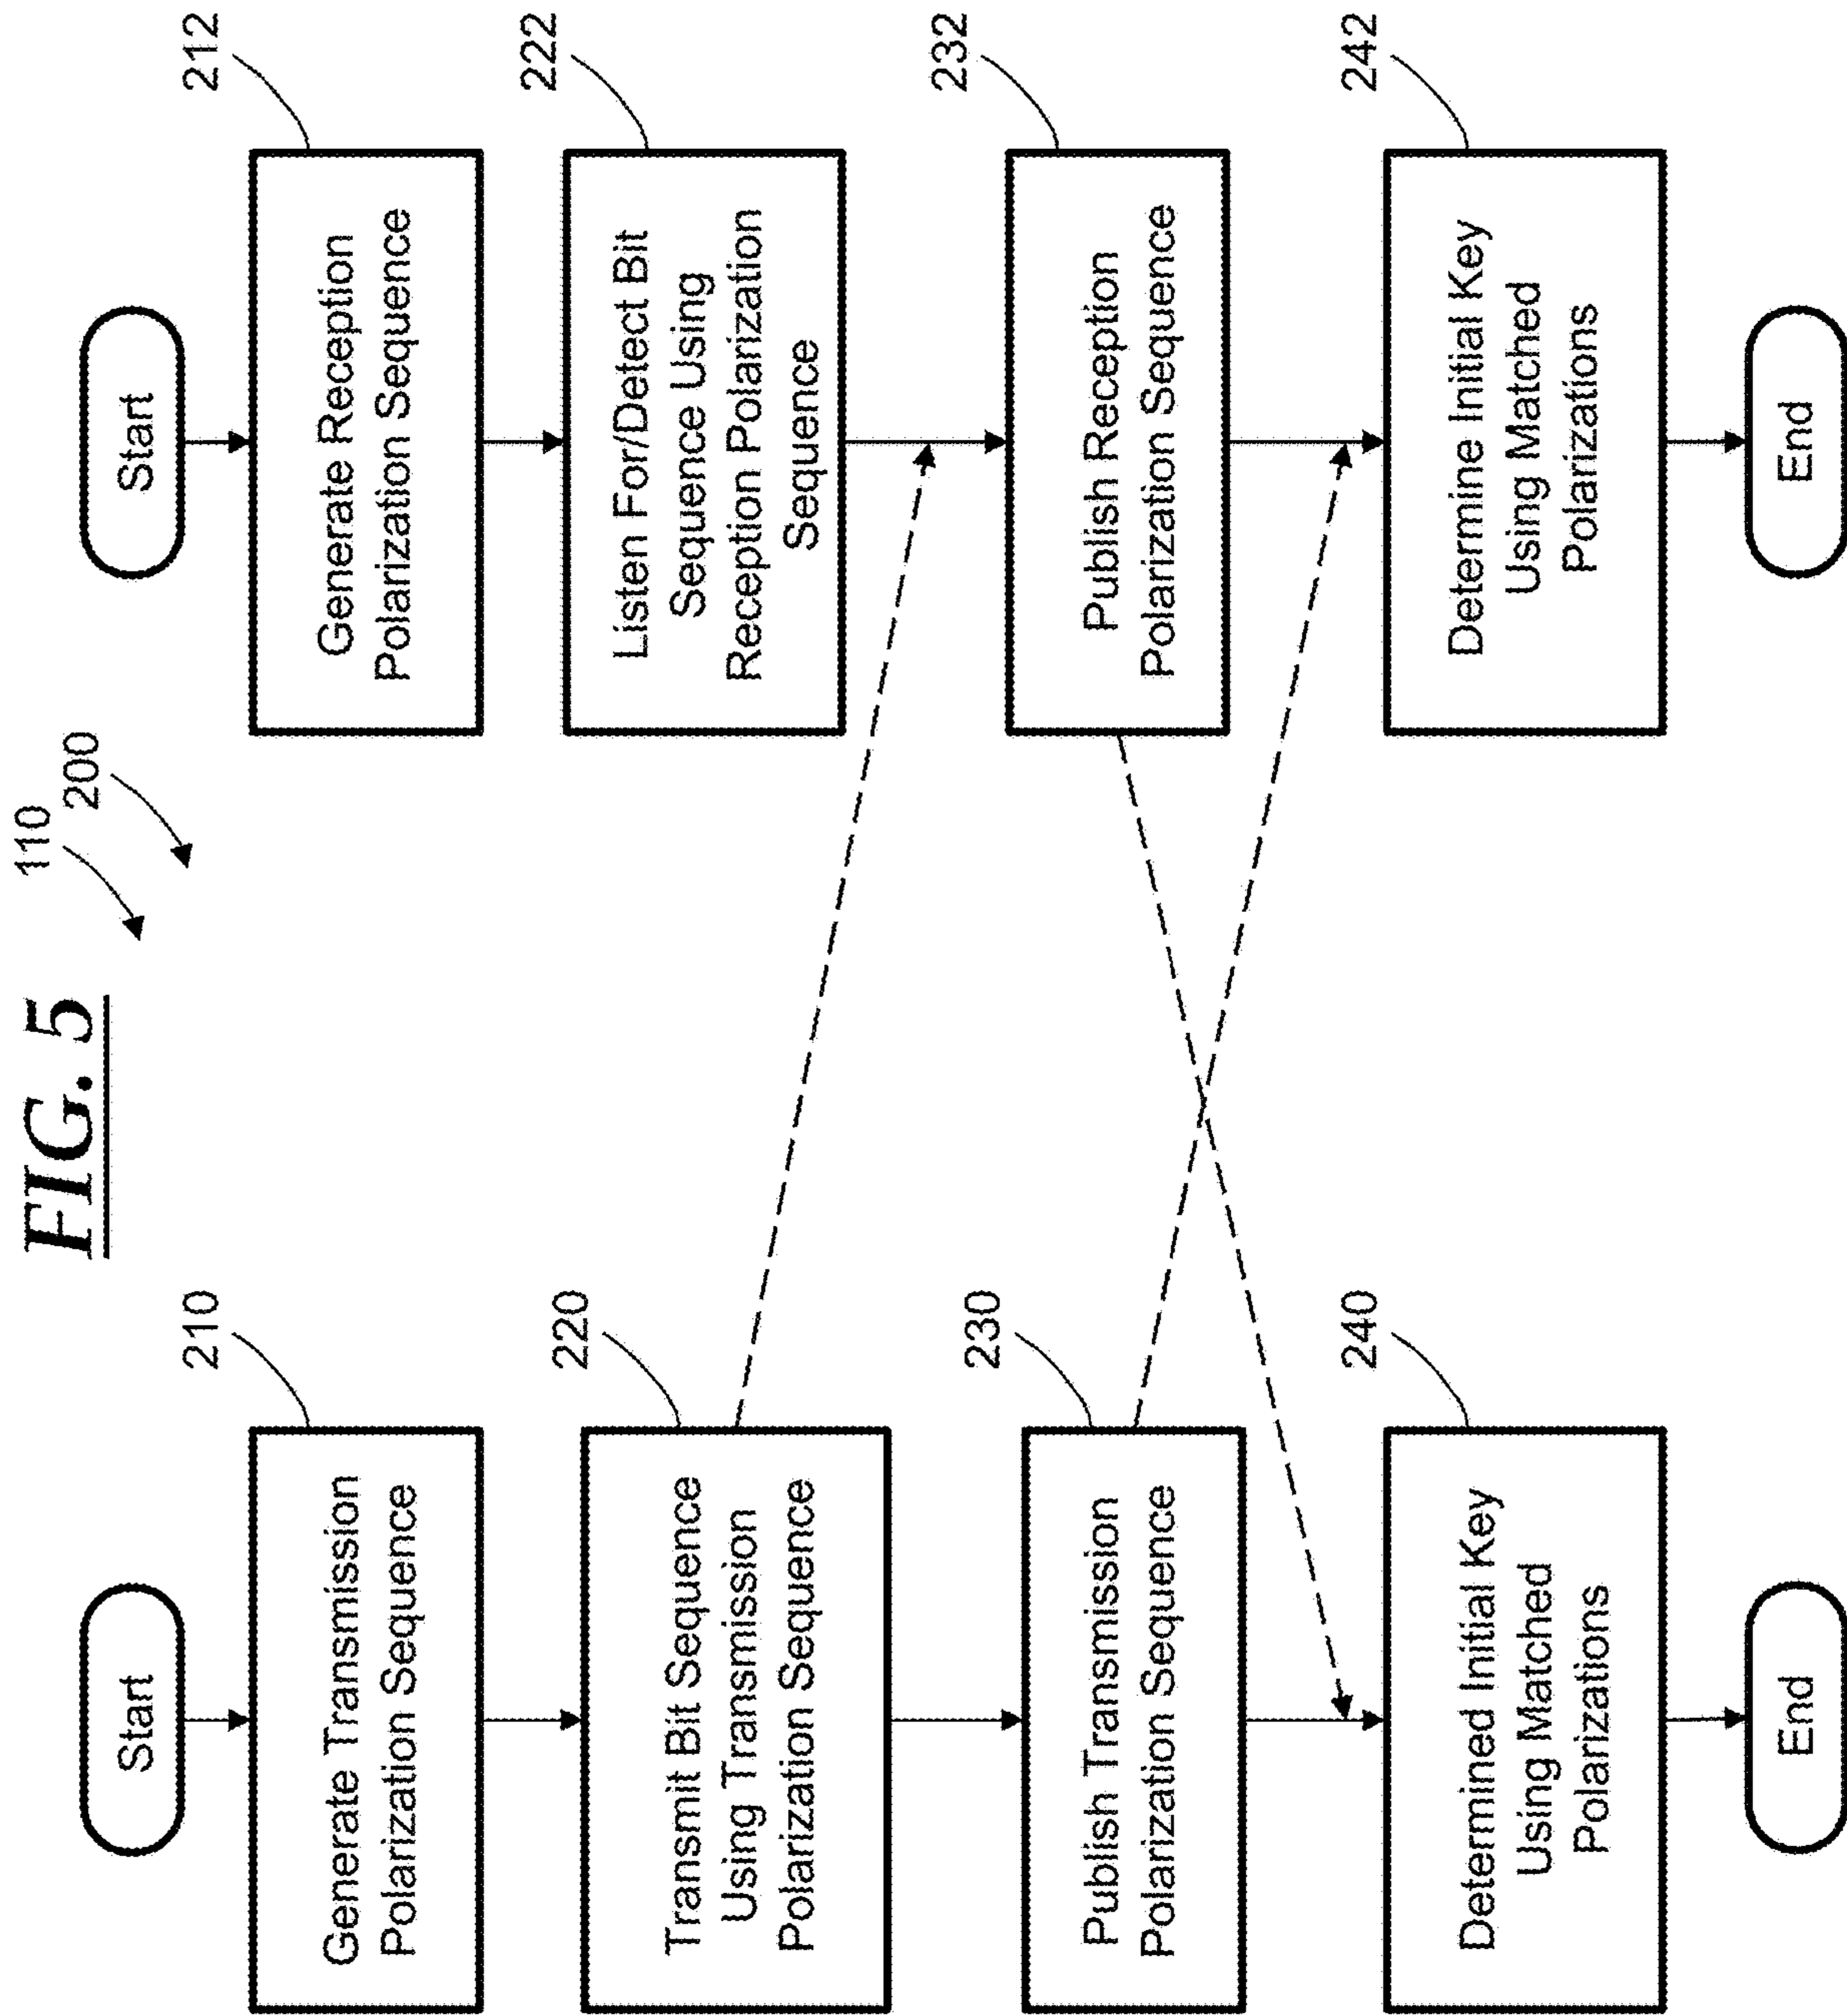 FIG. 5
110
200
Start
210
Generate Transmission
Polarization Sequence
220
Transmit Bit Sequence
Using Transmission
Polarization Sequence
230
Publish Transmission
Polarization Sequence
240
Determined Initial Key
Using Matched
Polarizations
End
Start
212
Generate Reception
Polarization Sequence
222
Listen For/Detect Bit
Sequence Using
Reception Polarization
Sequence
232
Publish Reception
Polarization Sequence
242
Determine Initial Key
Using Matched
Polarizations
End